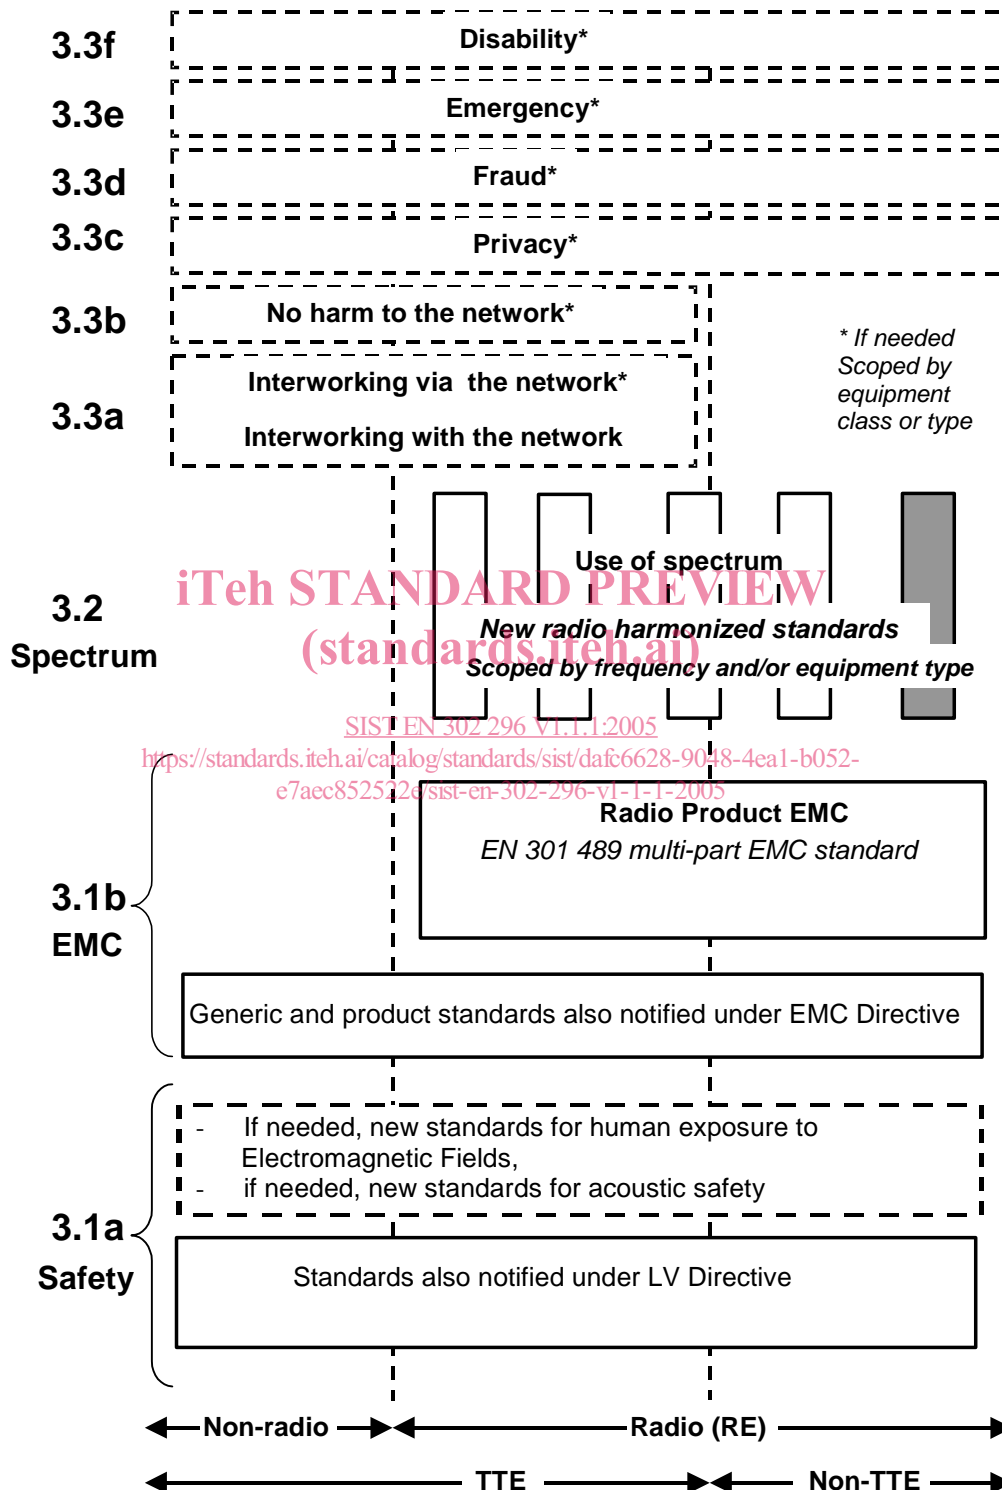 3.3f
Disability*
3.3e
Emergency*
3.3d
Fraud*
3.3c
Privacy*
3.3b
No harm to the network*
* If needed
Scoped by
equipment
class or type
3.3a
Interworking via the network*
Interworking with the network
Use of spectrum
iTeh STANDARD PREVIEW
3.2
Spectrum
New radio harmonized standards
(standards.iteh.ai)
Scoped by frequency and/or equipment type
SIST EN 302 296 V1.1.1:2005
https://standards.iteh.ai/catalog/standards/sist/dafc6628-9048-4ea1-b052-
e7aec852522e/sist-en-302-296-v1-1-1-2005
Radio Product EMC
EN 301 489 multi-part EMC standard
3.1b
EMC
Generic and product standards also notified under EMC Directive
- If needed, new standards for human exposure to
Electromagnetic Fields,
- if needed, new standards for acoustic safety
3.1a
Safety
Standards also notified under LV Directive
Non-radio
Radio (RE)
TTE
Non-TTE